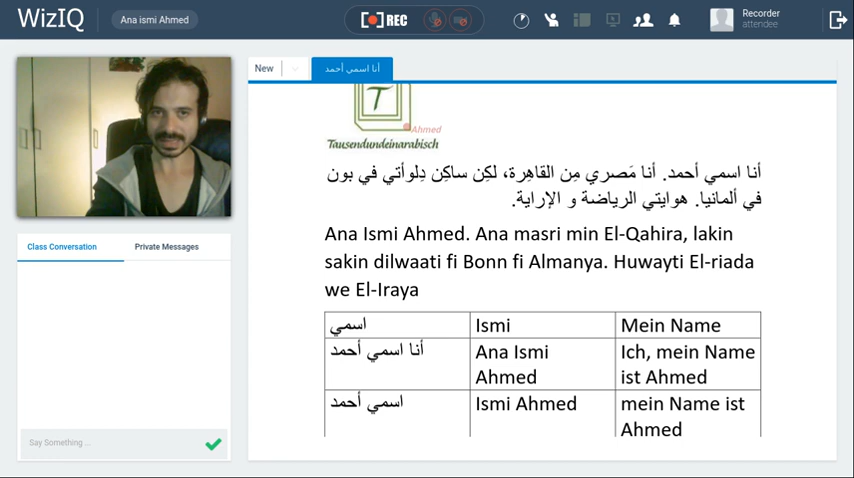 WizIQ
Ana ismi Ahmed
REC
Recorder
attendee
New
أنا اسمي أحمد
T
Ahmed
Tausendundeinarabisch
أنا اسمي أحمد. أنا مَصري مِن القاهِرة، لكِن ساكِن دِلوأتي في بون
في ألمانيا. هوايتي الرياضة و الإراية.
Ana Ismi Ahmed. Ana masri min El-Qahira, lakin
sakin dilwaati fi Bonn fi Almanya. Huwayti El-riada
we El-Iraya
اسمي Ismi Mein Name
أنا اسمي أحمد Ana Ismi Ich, mein Name
Ahmed ist Ahmed
اسمي أحمد Ismi Ahmed mein Name ist
Ahmed
Class Conversation
Private Messages
Say Something ...